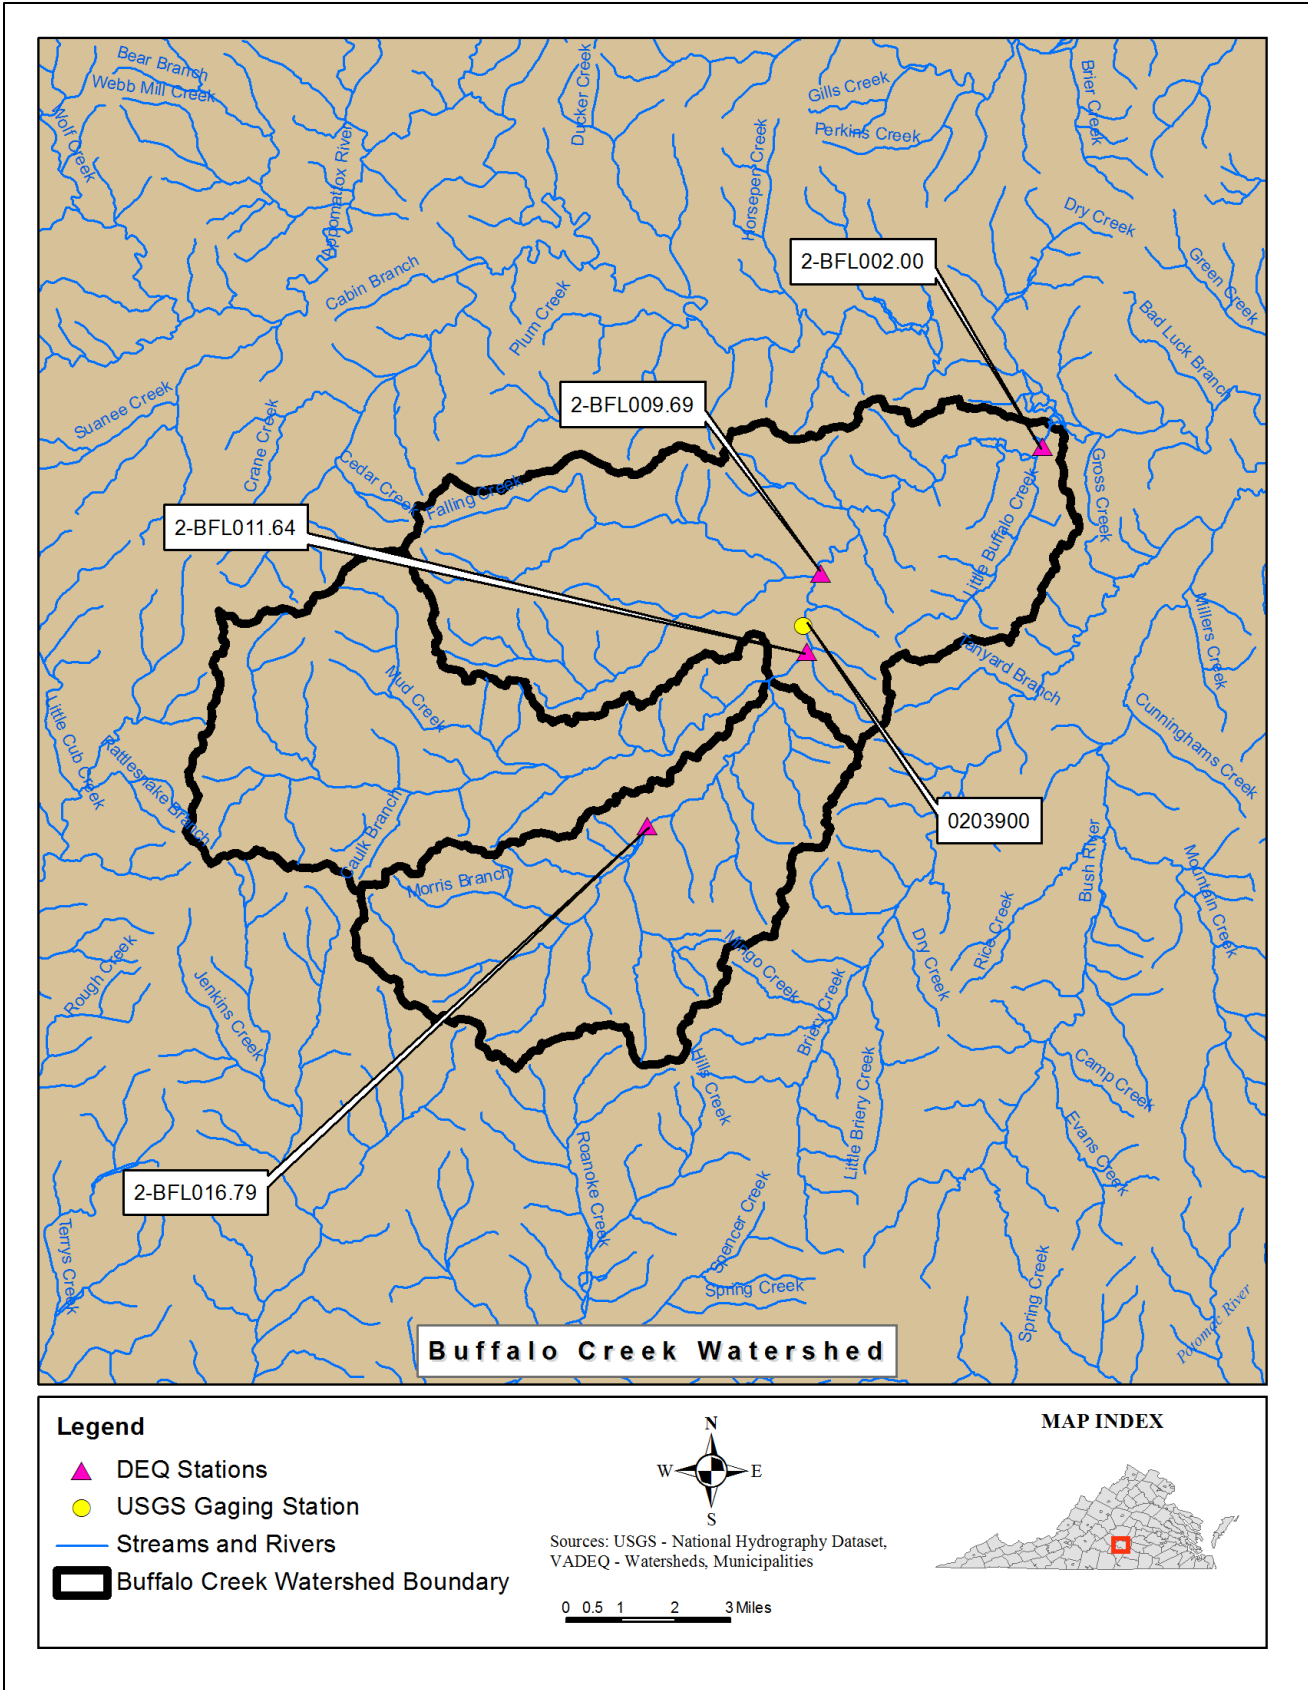 Bear Branch
Webb Mill Creek
Wolf Creek
Appomattox River
Ducker Creek
Gills Creek
Perkins Creek
Brier Creek
Horsepen Creek
Dry Creek
Green Creek
Cabin Branch
2-BFL002.00
Plum Creek
Bad Luck Branch
Suanee Creek
2-BFL009.69
Crane Creek
Cedar Creek
Falling Creek
Gross Creek
Little Buffalo Creek
2-BFL011.64
Millers Creek
Tanyard Branch
Mud Creek
Little Cub Creek
Rattlesnake Branch
Cunninghams Creek
Caulk Branch
0203900
Morris Branch
Bush River
Mountain Creek
Rough Creek
Jenkins Creek
Mingo Creek
Dry Creek
Rice Creek
Briery Creek
Hills Creek
Little Briery Creek
Camp Creek
Evans Creek
2-BFL016.79
Roanoke Creek
Spencer Creek
Terrys Creek
Spring Creek
Spring Creek
Potomac River
Buffalo Creek Watershed
Legend
DEQ Stations
USGS Gaging Station
Streams and Rivers
Buffalo Creek Watershed Boundary
N
W E
S
Sources: USGS - National Hydrography Dataset,
VADEQ - Watersheds, Municipalities
0 0.5 1 2 3 Miles
MAP INDEX